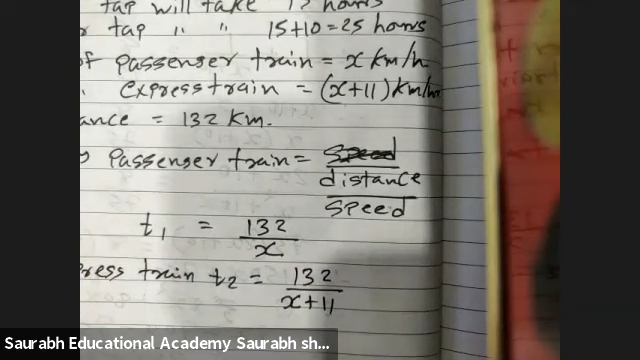 tap will take 15 hours
tap " " 15+10=25 hours
of passenger train = x km/h
express train = (x+11) km/hr
ance = 132 km.
passenger train = distance
speed
t₁ = 132
x
ress train t₂ = 132
x+11
Saurabh Educational Academy Saurabh sh...